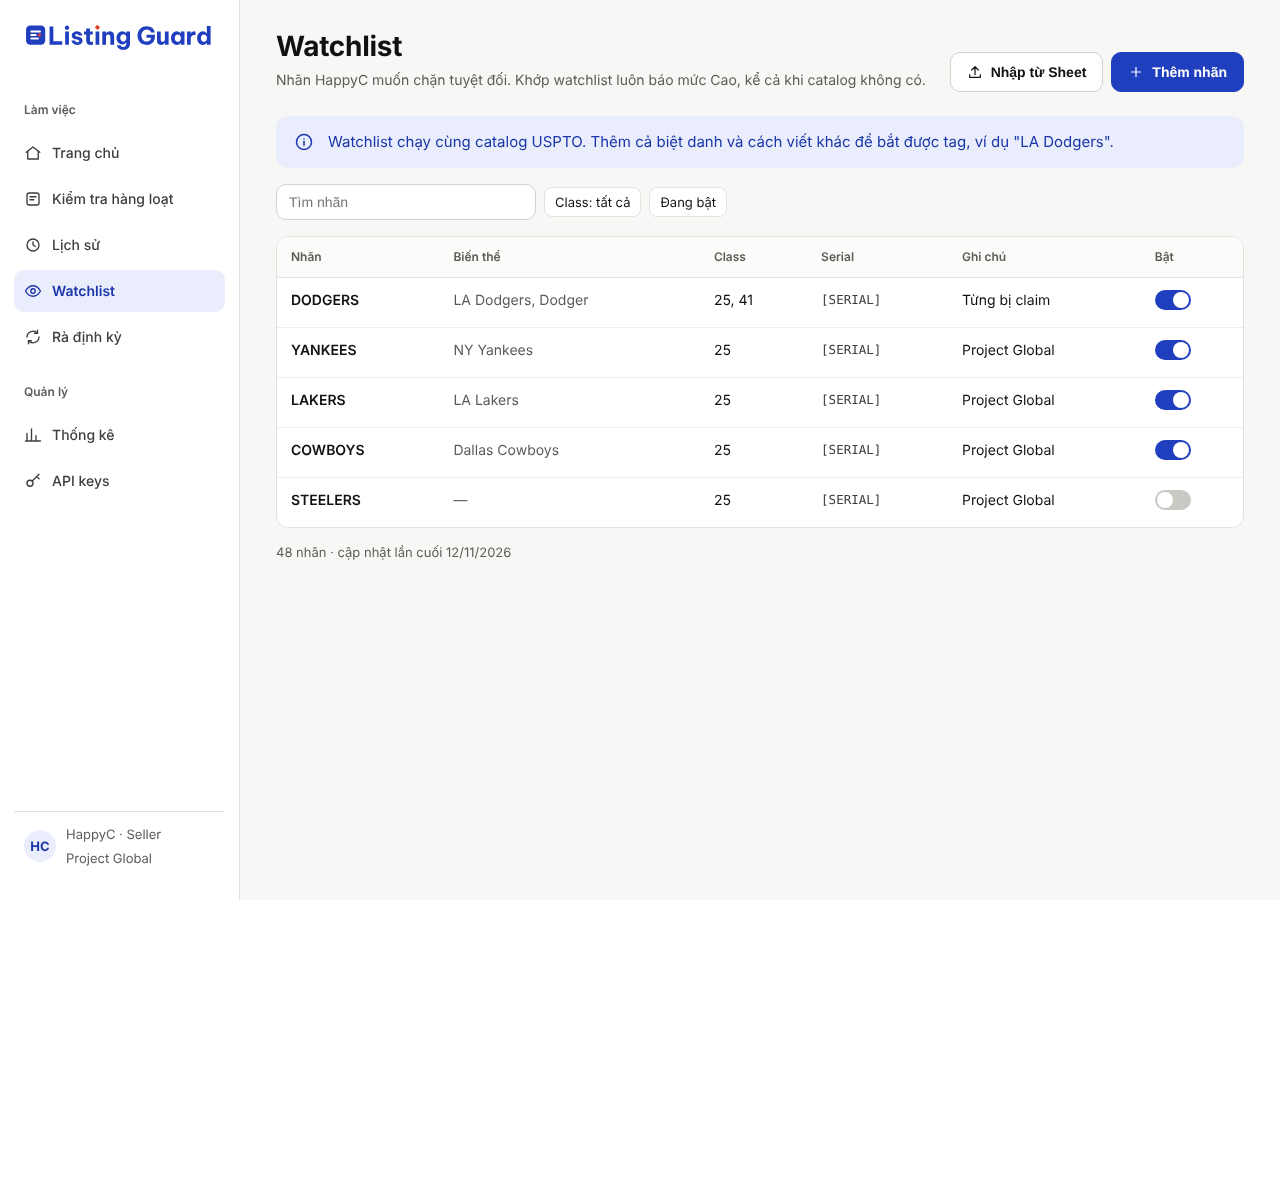 Listing Guard
Làm việc
Trang chủ
Kiểm tra hàng loạt
Lịch sử
Watchlist
Rà định kỳ
Quản lý
Thống kê
API keys
HC
HappyC · Seller
Project Global
Watchlist
Nhãn HappyC muốn chặn tuyệt đối. Khớp watchlist luôn báo mức Cao, kể cả khi catalog không có.
Nhập từ Sheet
Thêm nhãn
Watchlist chạy cùng catalog USPTO. Thêm cả biệt danh và cách viết khác để bắt được tag, ví dụ "LA Dodgers".
Tìm nhãn
Class: tất cả
Đang bật
Nhãn Biến thể Class Serial Ghi chú Bật
DODGERS LA Dodgers, Dodger 25, 41 [SERIAL] Từng bị claim
YANKEES NY Yankees 25 [SERIAL] Project Global
LAKERS LA Lakers 25 [SERIAL] Project Global
COWBOYS Dallas Cowboys 25 [SERIAL] Project Global
STEELERS — 25 [SERIAL] Project Global
48 nhãn · cập nhật lần cuối 12/11/2026